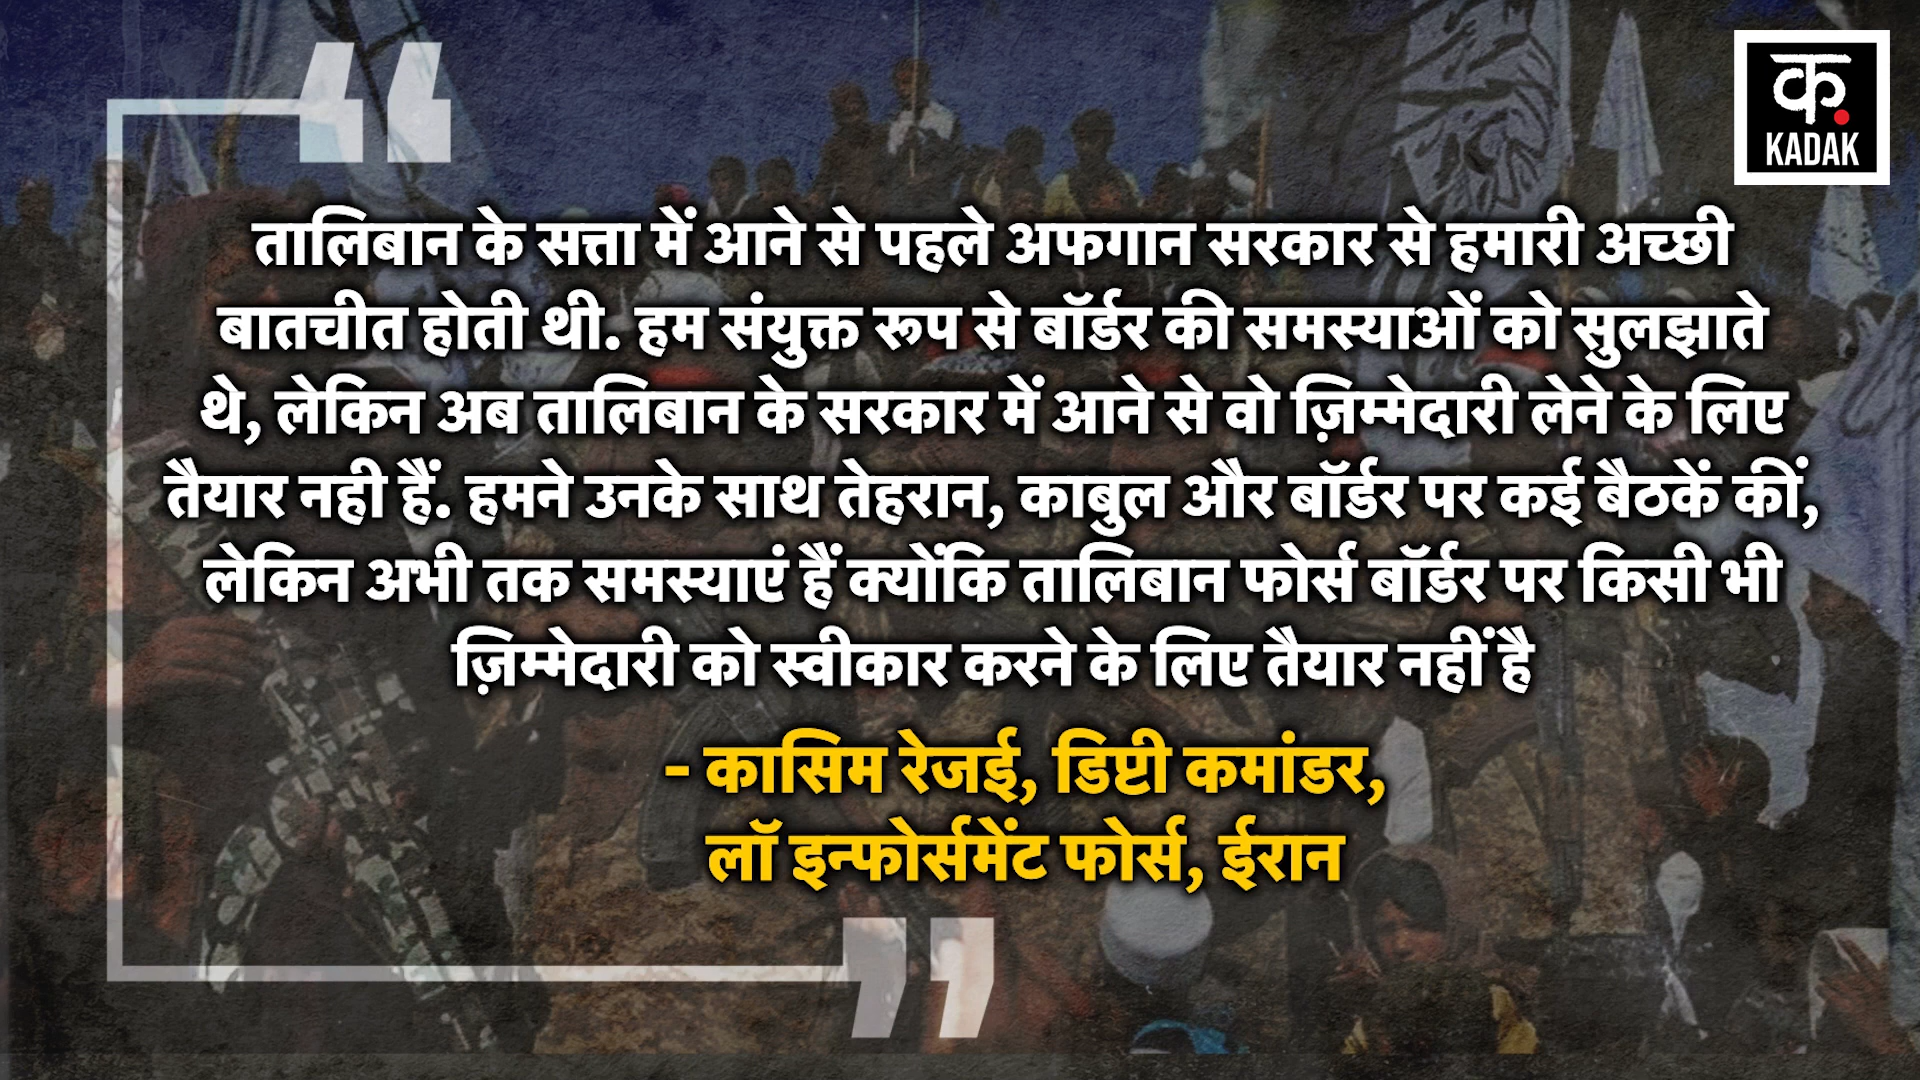 क
KADAK
तालिबान के सत्ता में आने से पहले अफगान सरकार से हमारी अच्छी
बातचीत होती थी. हम संयुक्त रूप से बॉर्डर की समस्याओं को सुलझाते
थे, लेकिन अब तालिबान के सरकार में आने से वो ज़िम्मेदारी लेने के लिए
तैयार नही हैं. हमने उनके साथ तेहरान, काबुल और बॉर्डर पर कई बैठकें कीं,
लेकिन अभी तक समस्याएं हैं क्योंकि तालिबान फोर्स बॉर्डर पर किसी भी
ज़िम्मेदारी को स्वीकार करने के लिए तैयार नहीं है
- कासिम रेजई, डिप्टी कमांडर,
लॉ इन्फोर्समेंट फोर्स, ईरान